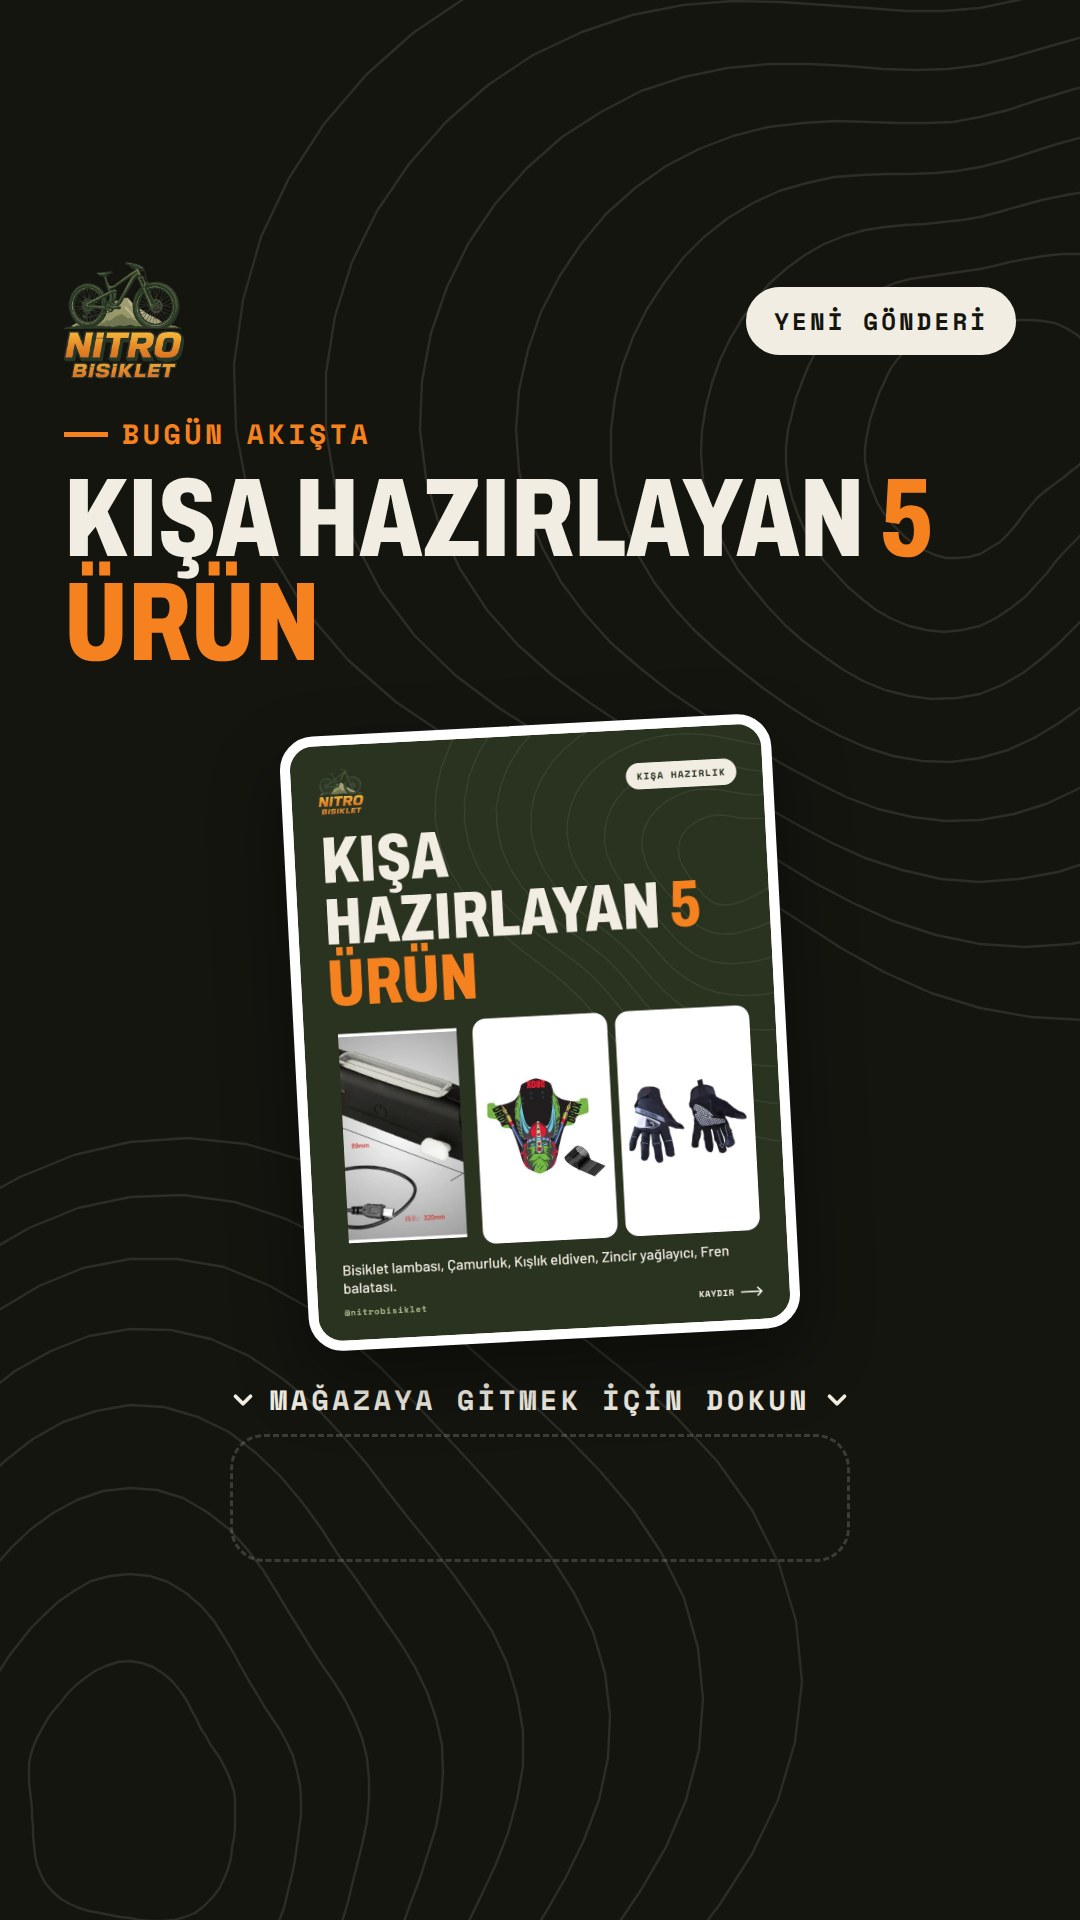 NiTRO
BiSiKLET
YENİ GÖNDERİ
BUGÜN AKIŞTA
KIŞA HAZIRLAYAN 5
ÜRÜN
NiTRO
BiSiKLET
KIŞA HAZIRLIK
KIŞA
HAZIRLAYAN 5
ÜRÜN
Bisiklet lambası, Çamurluk, Kışlık eldiven, Zincir yağlayıcı, Fren
balatası.
@nitrobisiklet
KAYDIR
MAĞAZAYA GİTMEK İÇİN DOKUN